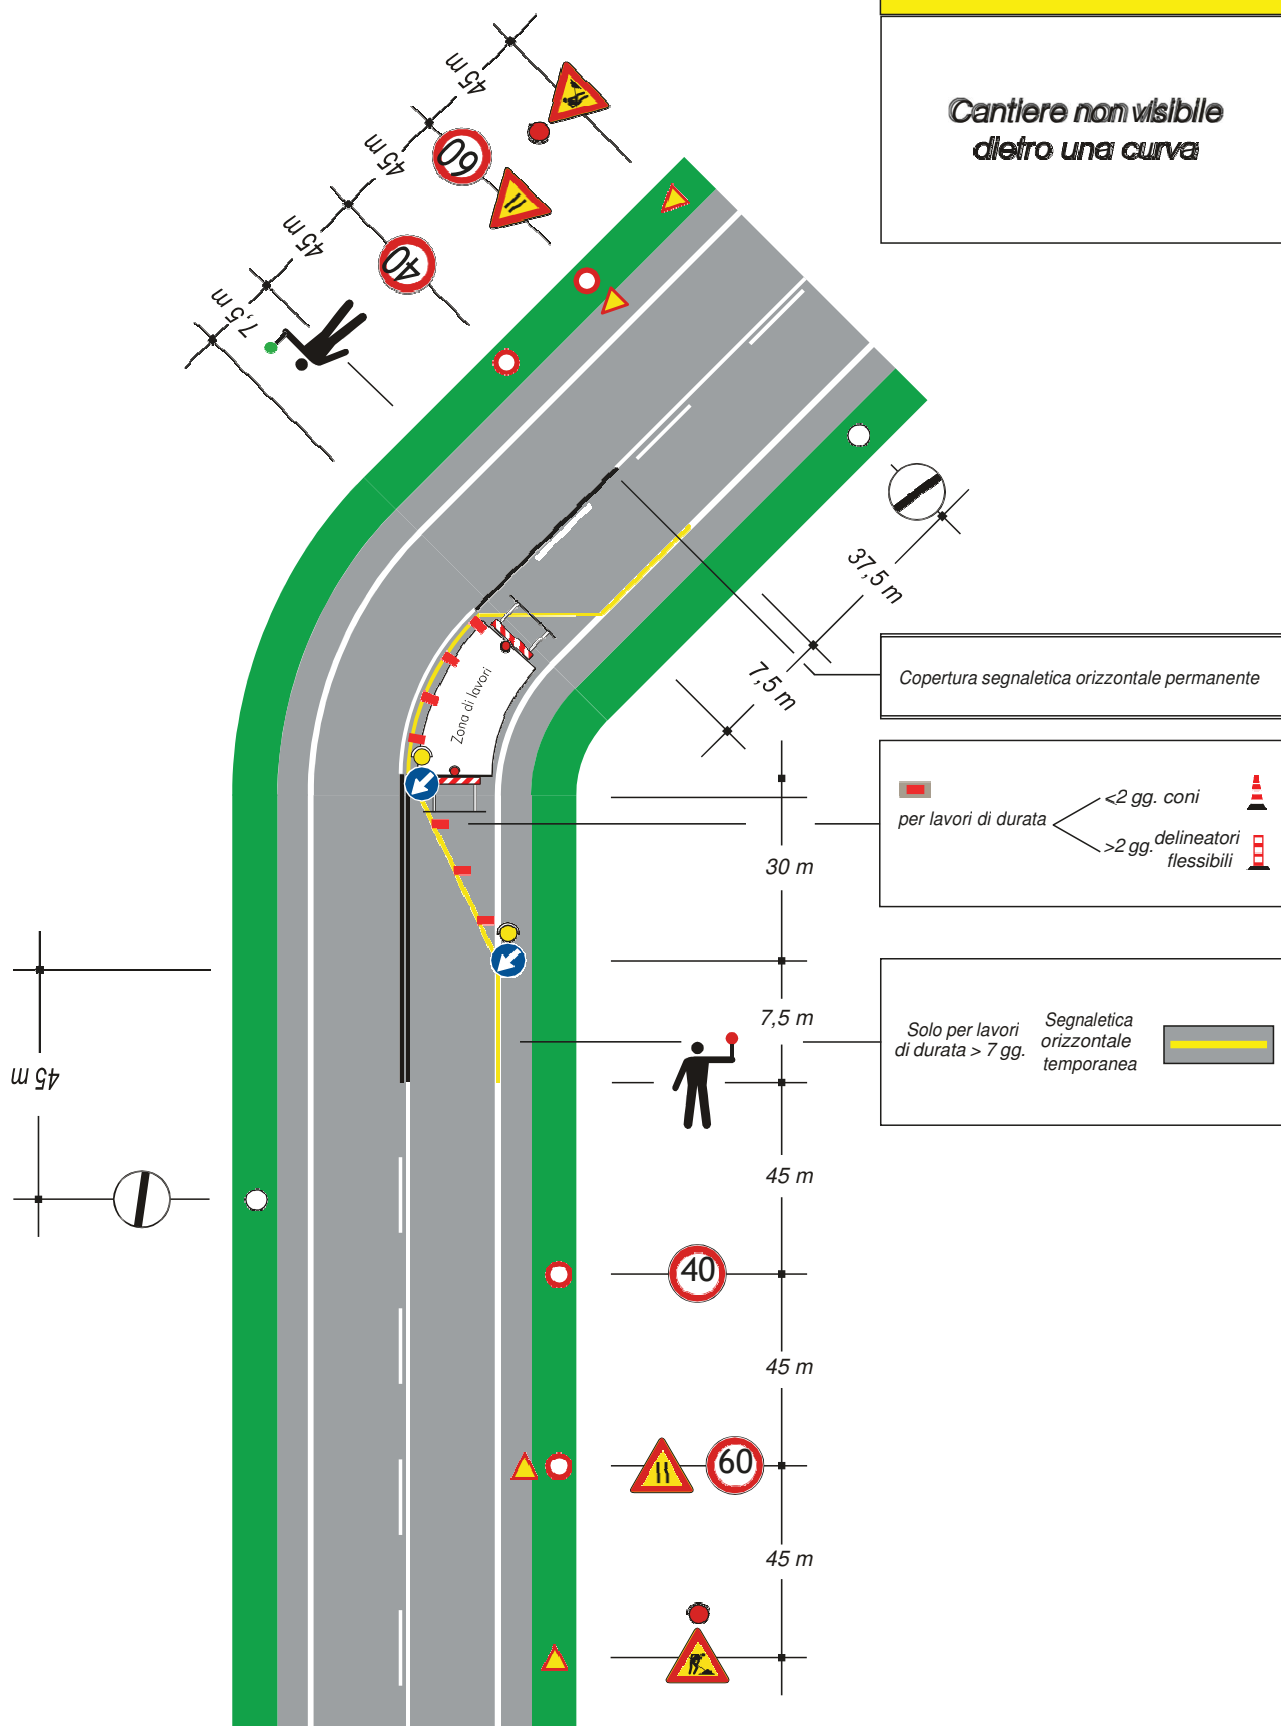 Cantiere non visibile
dietro una curva
45 m
45 m
60
45 m
40
7,5 m
37,5 m
7,5 m
Zona di lavori
Copertura segnaletica orizzontale permanente
per lavori di durata
<2 gg. coni
>2 gg. delineatori
flessibili
30 m
7,5 m
Solo per lavori
di durata > 7 gg.
Segnaletica
orizzontale
temporanea
45 m
45 m
40
45 m
60
45 m